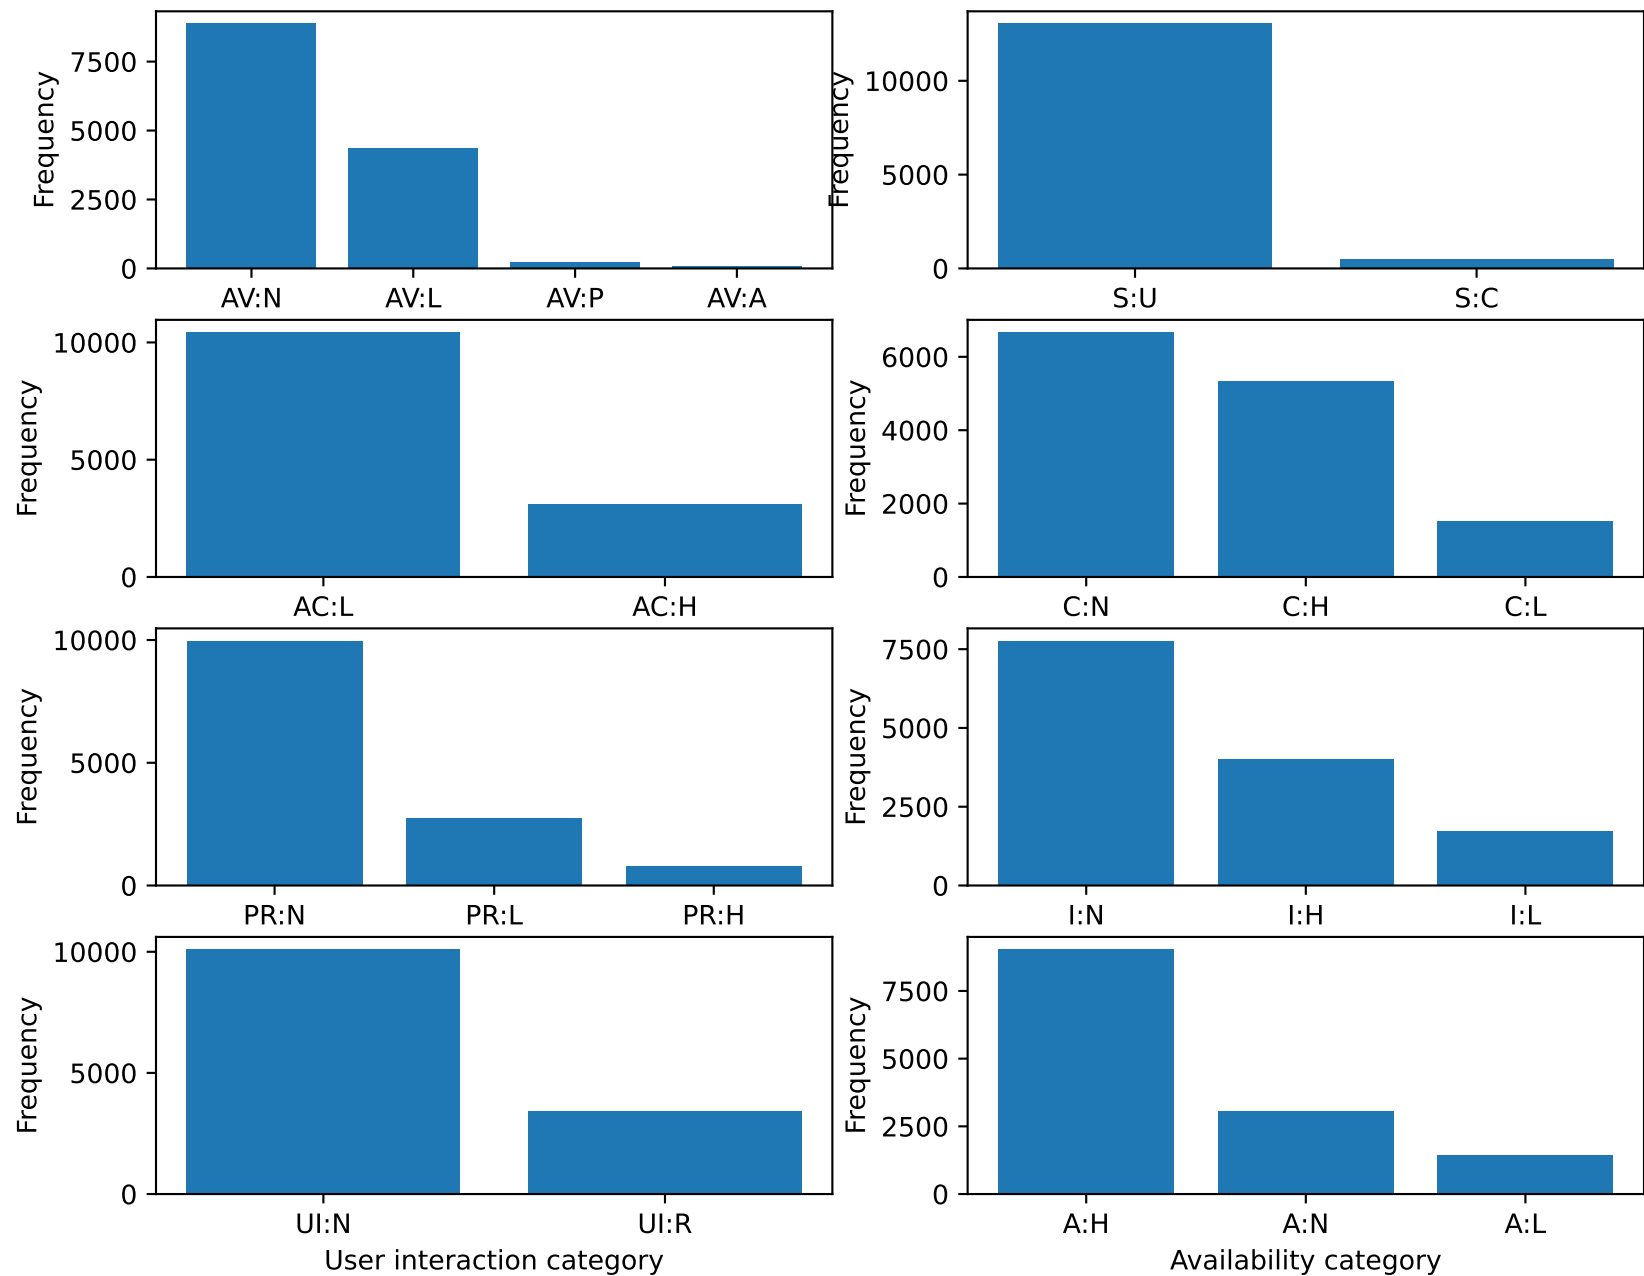 Frequency
7500
5000
2500
0
AV:N AV:L AV:P AV:A
Frequency
10000
5000
0
S:U S:C
Frequency
10000
5000
0
AC:L AC:H
Frequency
6000
4000
2000
0
C:N C:H C:L
Frequency
10000
5000
0
PR:N PR:L PR:H
Frequency
7500
5000
2500
0
I:N I:H I:L
Frequency
10000
5000
0
UI:N UI:R
User interaction category
Frequency
7500
5000
2500
0
A:H A:N A:L
Availability category